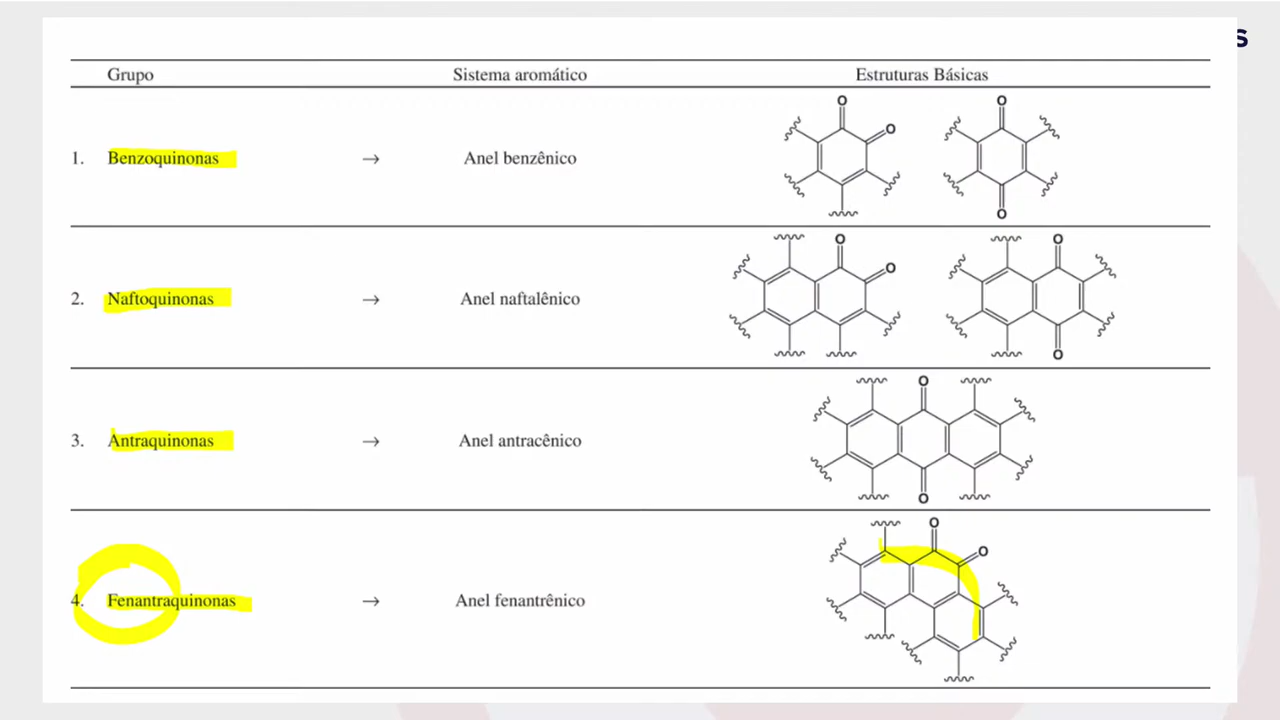 s
Grupo Sistema aromático Estruturas Básicas
1. Benzoquinonas → Anel benzênico
O O O O
2. Naftoquinonas → Anel naftalênico
O O O O
3. Antraquinonas → Anel antracênico
O O
4. Fenantraquinonas → Anel fenantrênico
O O